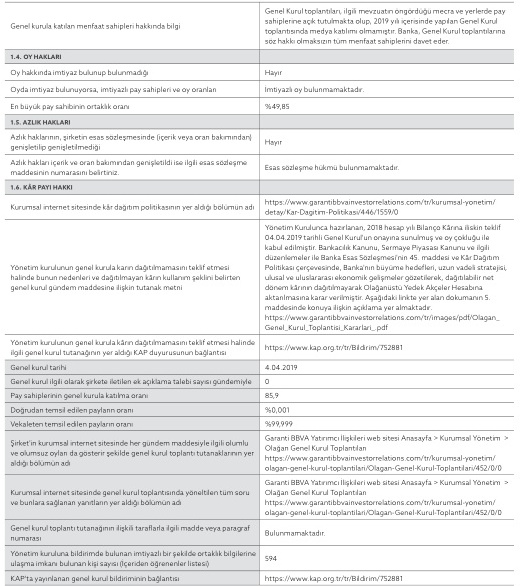 Genel kurula katılan menfaat sahipleri hakkında bilgi
Genel Kurul toplantıları, ilgili mevzuatın öngördüğü mecra ve yerlerde pay
sahiplerine açık tutulmakta olup, 2019 yılı içerisinde yapılan Genel Kurul
toplantısında medya katılımı olmamıştır. Banka, Genel Kurul toplantılarına
söz hakkı olmaksızın tüm menfaat sahiplerini davet eder.
1.4. OY HAKLARI
Oy hakkında imtiyaz bulunup bulunmadığı
Hayır
Oyda imtiyaz bulunuyorsa, imtiyazlı pay sahipleri ve oy oranları
İmtiyazlı oy bulunmamaktadır.
En büyük pay sahibinin ortaklık oranı
%49,85
1.5. AZLIK HAKLARI
Azlık haklarının, şirketin esas sözleşmesinde (içerik veya oran bakımından)
genişletilip genişletilmediği
Hayır
Azlık hakları içerik ve oran bakımından genişletildi ise ilgili esas sözleşme
maddesinin numarasını belirtiniz.
Esas sözleşme hükmü bulunmamaktadır.
1.6. KÂR PAYI HAKKI
Kurumsal internet sitesinde kâr dağıtım politikasının yer aldığı bölümün adı
https://www.garantibbvainvestorrelations.com/tr/kurumsal-yonetim/
detay/Kar-Dagitim-Politikasi/446/1559/0
Yönetim kurulunun genel kurula karın dağıtılmamasını teklif etmesi
halinde bunun nedenleri ve dağıtılmayan kârın kullanım şeklini belirten
genel kurul gündem maddesine ilişkin tutanak metni
Yönetim Kurulunca hazırlanan, 2018 hesap yılı Bilanço Kârına ilişkin teklif
04.04.2019 tarihli Genel Kurul'un onayına sunulmuş ve oy çokluğu ile
kabul edilmiştir. Bankacılık Kanunu, Sermaye Piyasası Kanunu ve ilgili
düzenlemeler ile Banka Esas Sözleşmesi'nin 45. maddesi ve Kâr Dağıtım
Politikası çerçevesinde, Banka'nın büyüme hedefleri, uzun vadeli stratejisi,
ulusal ve uluslararası ekonomik gelişmeler gözetilerek, dağıtılabilir net
dönem kârının dağıtılmayarak Olağanüstü Yedek Akçeler Hesabına
aktarılmasına karar verilmiştir. Aşağıdaki linkte yer alan dokumanın 5.
maddesinde konuya ilişkin açıklama yer almaktadır.
https://www.garantibbvainvestorrelations.com/tr/images/pdf/Olagan_
Genel_Kurul_Toplantisi_Kararlari_.pdf
Yönetim kurulunun genel kurula kârın dağıtılmamasını teklif etmesi halinde
ilgili genel kurul tutanağının yer aldığı KAP duyurusunun bağlantısı
https://www.kap.org.tr/tr/Bildirim/752881
Genel kurul tarihi
4.04.2019
Genel kurul ilgili olarak şirkete iletilen ek açıklama talebi sayısı gündemiyle
0
Pay sahiplerinin genel kurula katılma oranı
85,9
Doğrudan temsil edilen payların oranı
%0,001
Vekaleten temsil edilen payların oranı
%99,999
Şirket'in kurumsal internet sitesinde her gündem maddesiyle ilgili olumlu
ve olumsuz oyları da gösterir şekilde genel kurul toplantı tutanaklarının yer
aldığı bölümün adı
Garanti BBVA Yatırımcı İlişkileri web sitesi Anasayfa > Kurumsal Yönetim >
Olağan Genel Kurul Toplantıları
https://www.garantibbvainvestorrelations.com/tr/kurumsal-yonetim/
olagan-genel-kurul-toplantilari/Olagan-Genel-Kurul-Toplantilari/452/0/0
Kurumsal internet sitesinde genel kurul toplantısında yöneltilen tüm soru
ve bunlara sağlanan yanıtların yer aldığı bölümün adı
Garanti BBVA Yatırımcı İlişkileri web sitesi Anasayfa > Kurumsal Yönetim >
Olağan Genel Kurul Toplantıları
https://www.garantibbvainvestorrelations.com/tr/kurumsal-yonetim/
olagan-genel-kurul-toplantilari/Olagan-Genel-Kurul-Toplantilari/452/0/0
Genel kurul toplantı tutanağının ilişkili taraflarla ilgili madde veya paragraf
numarası
Bulunmamaktadır.
Yönetim kuruluna bildirimde bulunan imtiyazlı bir şekilde ortaklık bilgilerine
ulaşma imkanı bulunan kişi sayısı (İçeriden öğrenenler listesi)
594
KAP'ta yayınlanan genel kurul bildiriminin bağlantısı
https://www.kap.org.tr/tr/Bildirim/752881